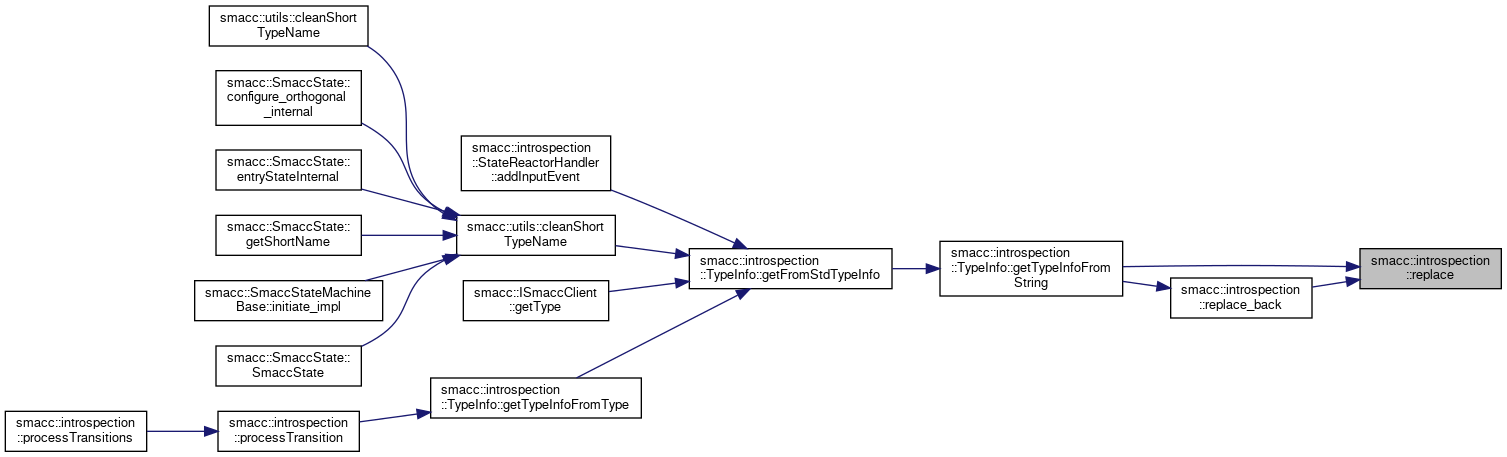 smacc::utils::cleanShort
TypeName
smacc::SmaccState::
configure_orthogonal
_internal
smacc::SmaccState::
entryStateInternal
smacc::SmaccState::
getShortName
smacc::SmaccStateMachine
Base::initiate_impl
smacc::SmaccState::
SmaccState
smacc::introspection
::processTransitions
smacc::introspection
::processTransition
smacc::introspection
::StateReactorHandler
::addInputEvent
smacc::utils::cleanShort
TypeName
smacc::ISmaccClient
::getType
smacc::introspection
::TypeInfo::getTypeInfoFromType
smacc::introspection
::TypeInfo::getFromStdTypeInfo
smacc::introspection
::TypeInfo::getTypeInfoFrom
String
smacc::introspection
::replace_back
smacc::introspection
::replace